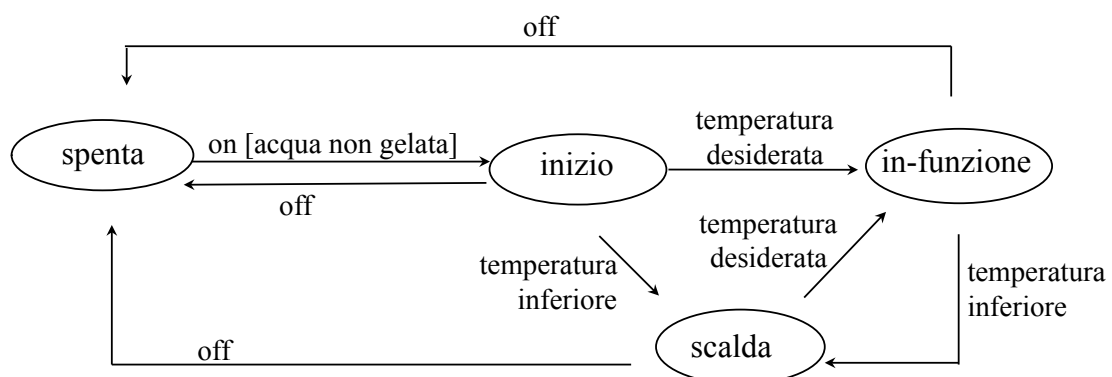 off
spenta
on [acqua non gelata]
off
inizio
temperatura
desiderata
in-funzione
temperatura
inferiore
temperatura
desiderata
temperatura
inferiore
off
scalda